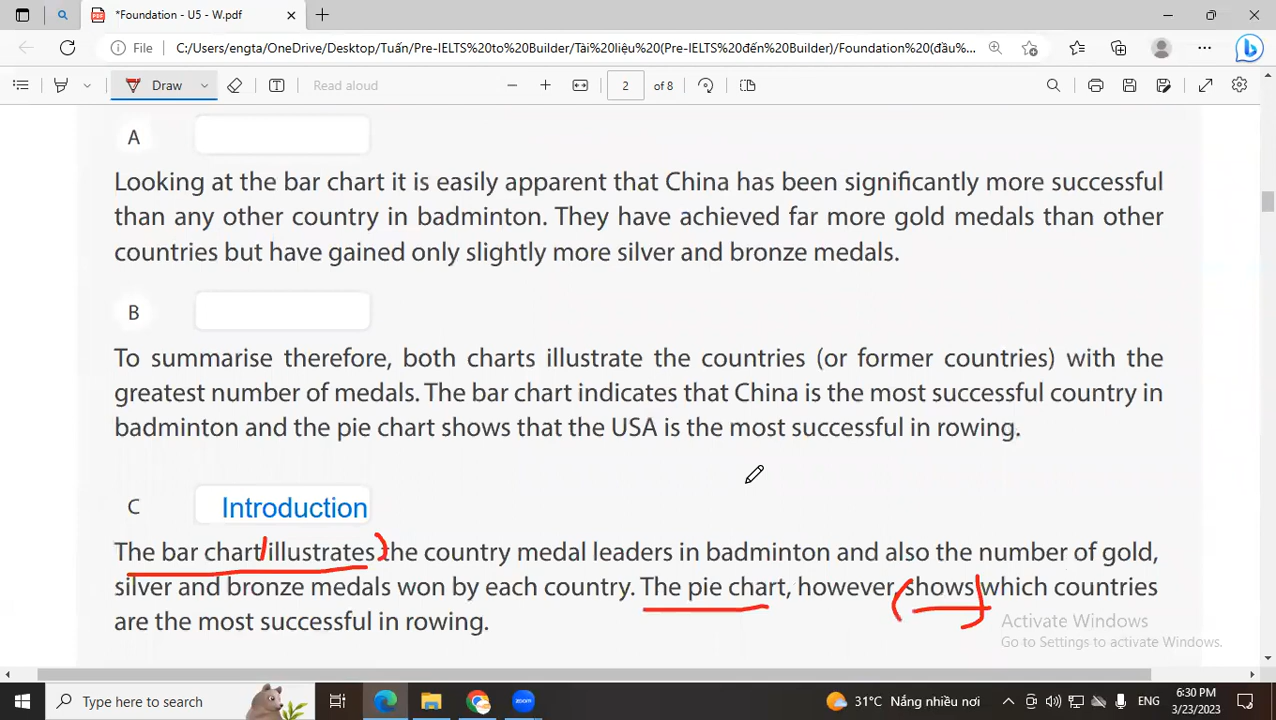 *Foundation - U5 - W.pdf
File
C:/Users/engta/OneDrive/Desktop/Tuấn/Pre-IELTS%20to%20Builder/Tài%20liệu%20(Pre-IELTS%20đến%20Builder)/Foundation%20(đầu%...
Draw
Read aloud
2
of 8
A
Looking at the bar chart it is easily apparent that China has been significantly more successful
than any other country in badminton. They have achieved far more gold medals than other
countries but have gained only slightly more silver and bronze medals.
B
To summarise therefore, both charts illustrate the countries (or former countries) with the
greatest number of medals. The bar chart indicates that China is the most successful country in
badminton and the pie chart shows that the USA is the most successful in rowing.
C
Introduction
The bar chart illustrates the country medal leaders in badminton and also the number of gold,
silver and bronze medals won by each country. The pie chart, however, shows which countries
are the most successful in rowing.
Activate Windows
Go to Settings to activate Windows.
Type here to search
zoom
31°C Nắng nhiều nơi
ENG
6:30 PM
3/23/2023